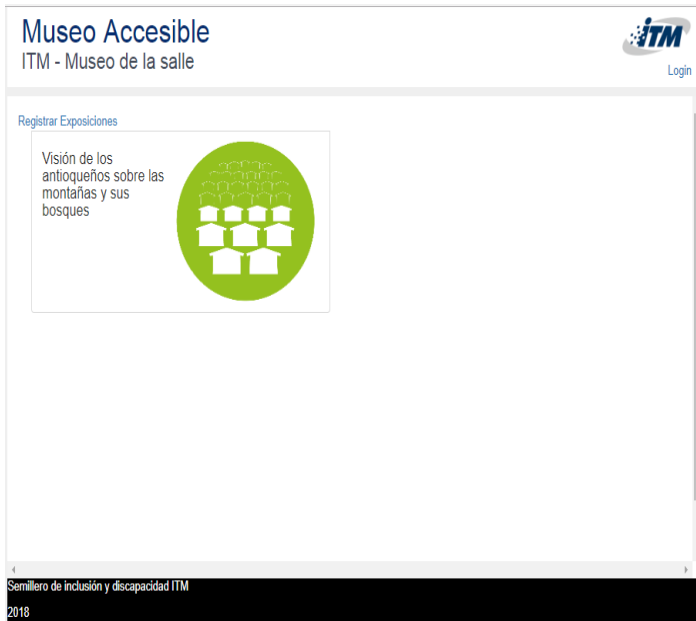 Museo Accesible
ITM - Museo de la salle
iTM
Login
Registrar Exposiciones
Visión de los
antioqueños sobre las
montañas y sus
bosques
Semillero de inclusión y discapacidad ITM
2018